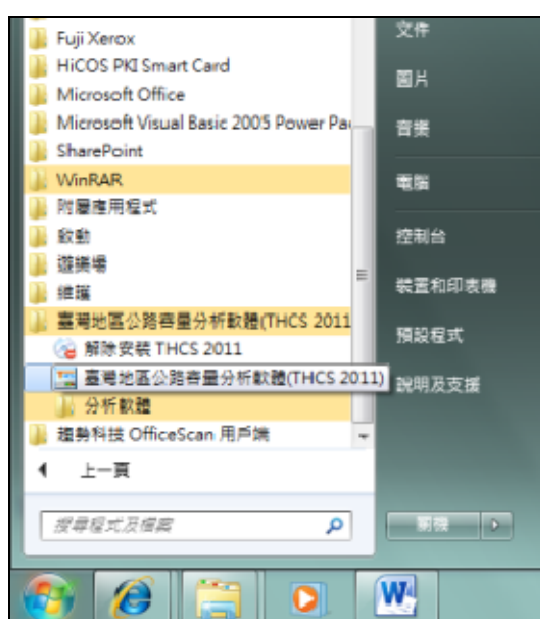 Fuji Xerox
HiCOS PKI Smart Card
Microsoft Office
Microsoft Visual Basic 2005 Power Pa
SharePoint
WinRAR
附屬應用程式
啟動
遊樂場
維護
臺灣地區公路容量分析軟體(THCS 2011
解除安裝 THCS 2011
臺灣地區公路容量分析軟體(THCS 2011)
分析軟體
趨勢科技 OfficeScan 用戶端
上一頁
搜尋程式及檔案
文件
圖片
音樂
電腦
控制台
裝置和印表機
預設程式
說明及支援
關機